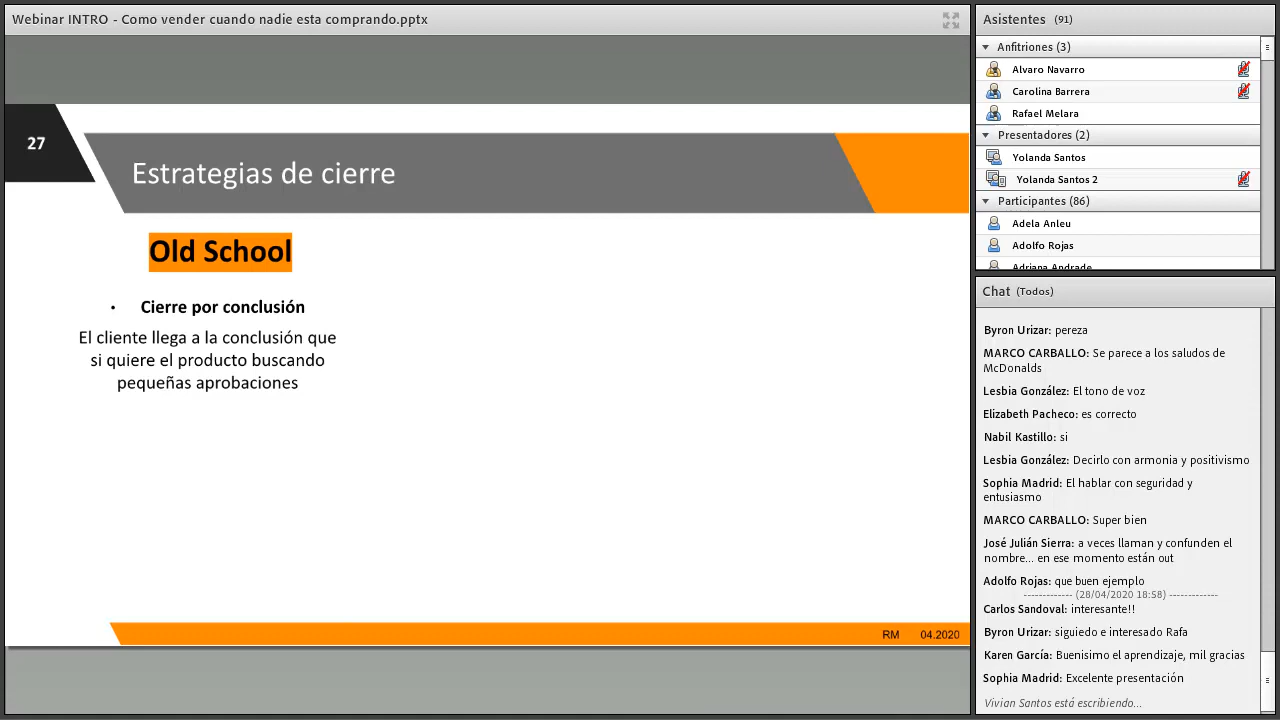 Webinar INTRO - Como vender cuando nadie esta comprando.pptx
27
Estrategias de cierre
Old School
• Cierre por conclusión
El cliente llega a la conclusión que
si quiere el producto buscando
pequeñas aprobaciones
RM 04.2020
Asistentes (91)
Anfitriones (3)
Alvaro Navarro
Carolina Barrera
Rafael Melara
Presentadores (2)
Yolanda Santos
Yolanda Santos 2
Participantes (86)
Adela Anleu
Adolfo Rojas
Adriana Andrade
Chat (Todos)
Byron Urizar: pereza
MARCO CARBALLO: Se parece a los saludos de
McDonalds
Lesbia González: El tono de voz
Elizabeth Pacheco: es correcto
Nabil Kastillo: si
Lesbia González: Decirlo con armonia y positivismo
Sophia Madrid: El hablar con seguridad y
entusiasmo
MARCO CARBALLO: Super bien
José Julián Sierra: a veces llaman y confunden el
nombre... en ese momento están out
Adolfo Rojas: que buen ejemplo
------------- (28/04/2020 18:58) -------------
Carlos Sandoval: interesante!!
Byron Urizar: siguiedo e interesado Rafa
Karen García: Buenisimo el aprendizaje, mil gracias
Sophia Madrid: Excelente presentación
Vivian Santos está escribiendo...